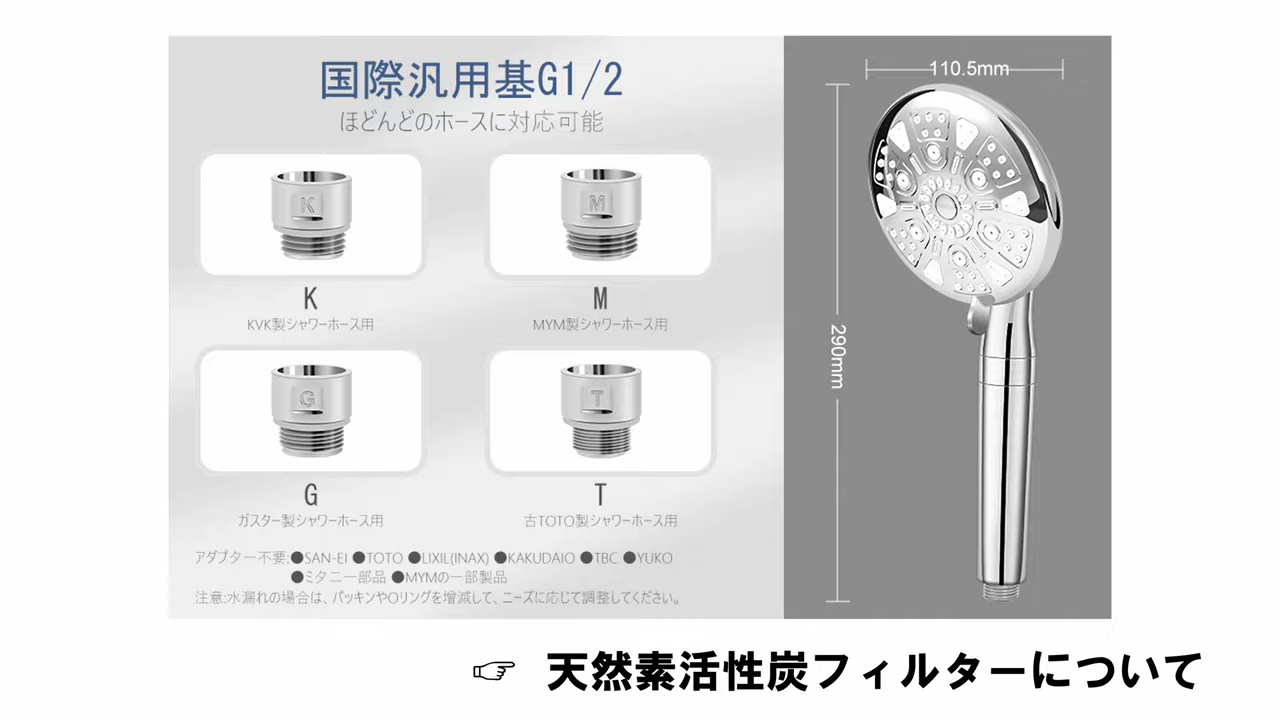 国際汎用基G1/2
ほどんどのホースに対応可能
K
M
K
KVK製シャワーホース用
M
MYM製シャワーホース用
G
T
G
ガスター製シャワーホース用
T
古TOTO製シャワーホース用
アダプター不要:●SAN-EI ●TOTO ●LIXIL(INAX) ●KAKUDAIO ●TBC ●YUKO
●ミタニ一部品 ●MYMの一部製品
注意:水漏れの場合は、パッキンやOリングを増減して、ニーズに応じて調整してください。
110.5mm
290mm
☞ 天然素活性炭フィルターについて